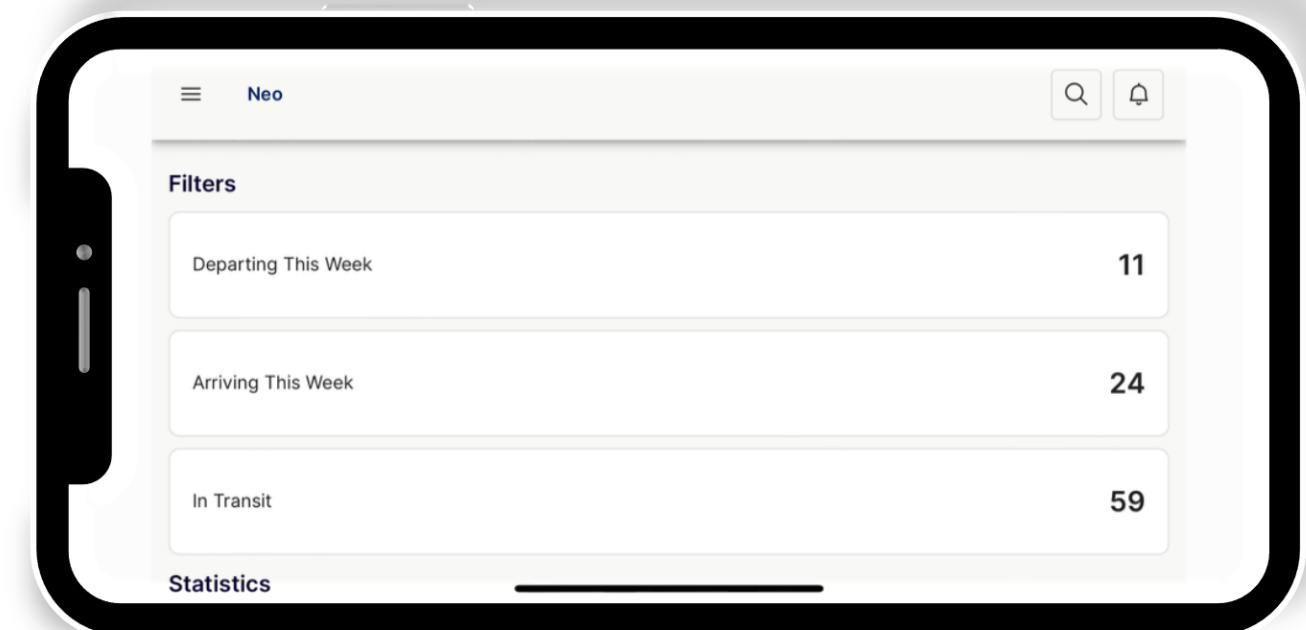 Neo
Filters
Departing This Week 11
Arriving This Week 24
In Transit 59
Statistics